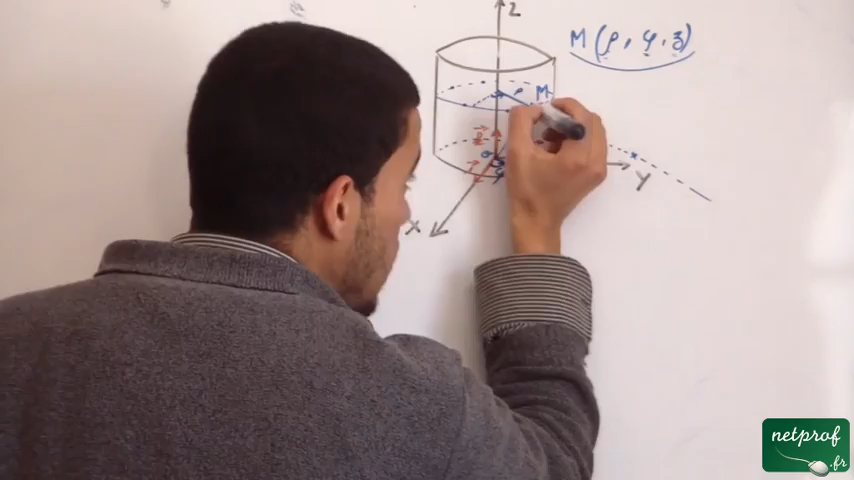 Z
M (ρ, φ, z)
ρ M
O
Y
X
netprof
.fr